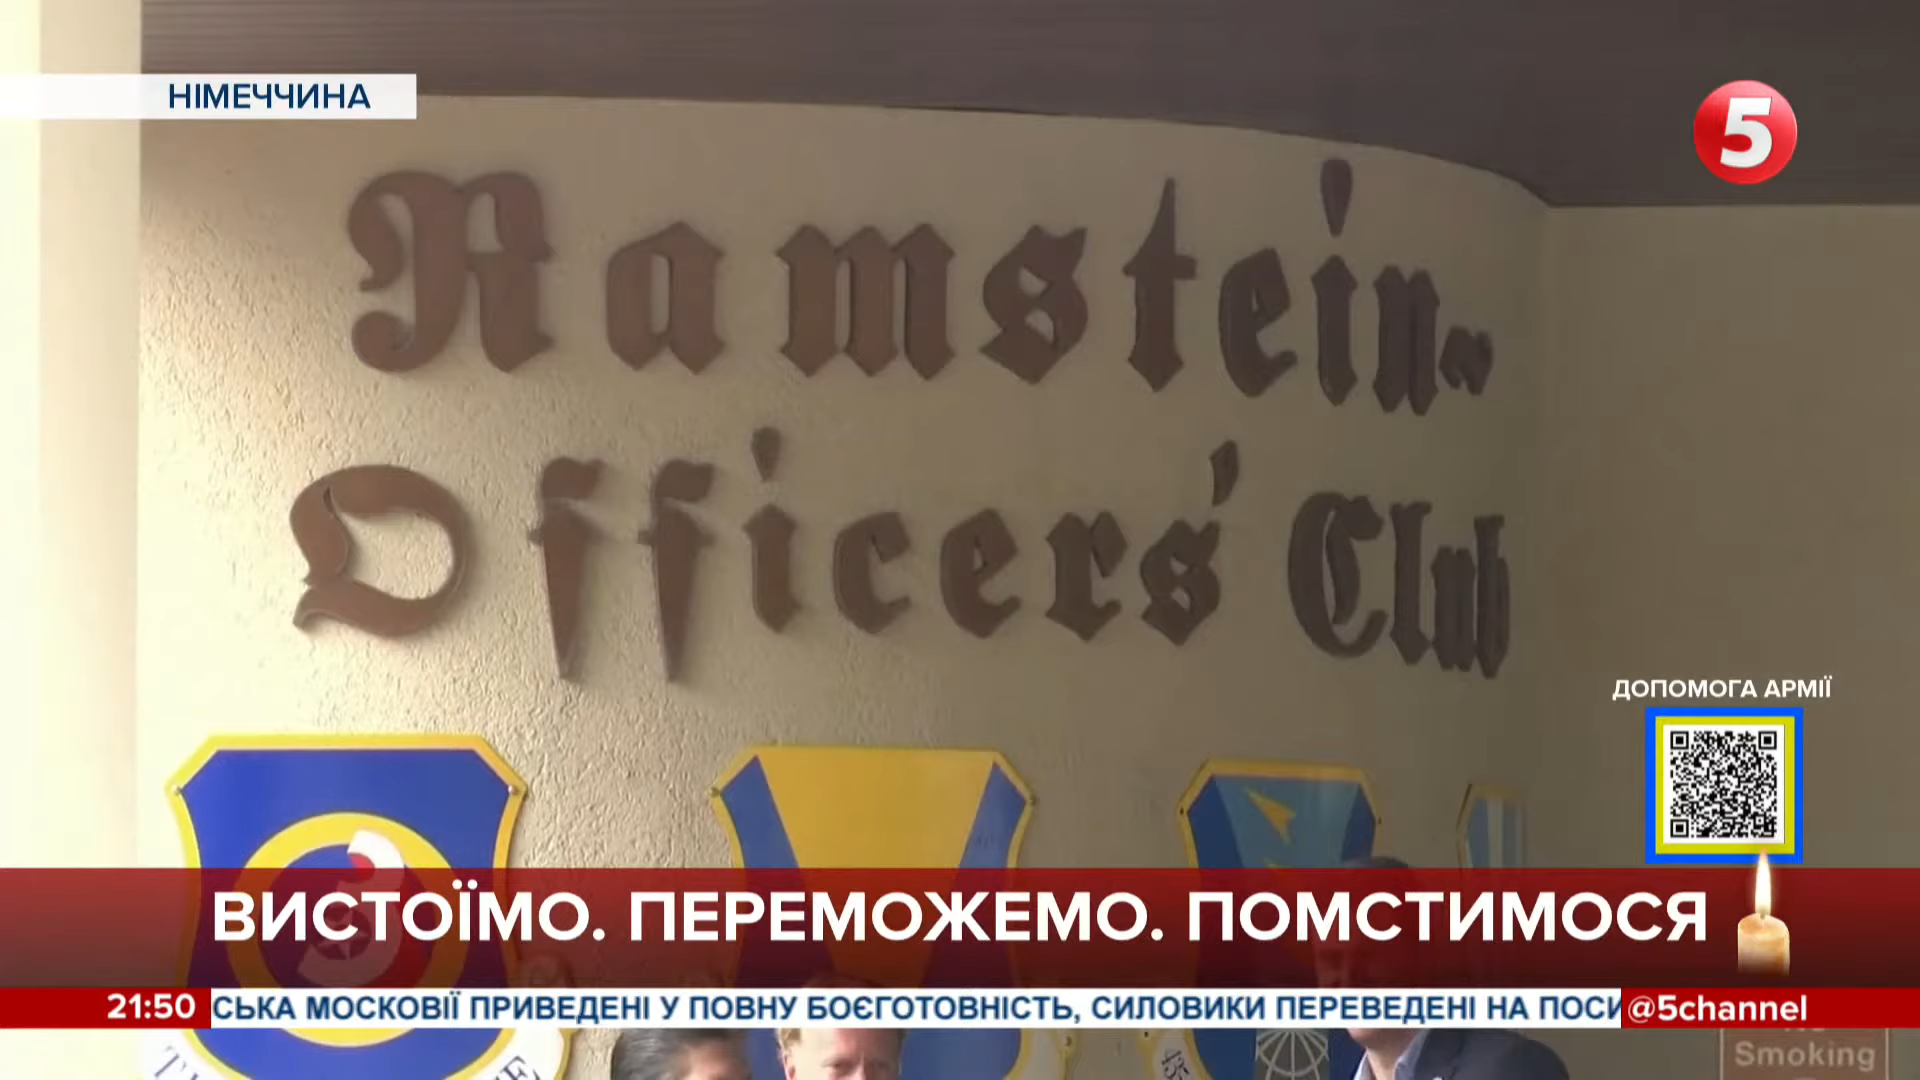 НІМЕЧЧИНА
5
Ramstein
Officers' Club
ДОПОМОГА АРМІЇ
ВИСТОЇМО. ПЕРЕМОЖЕМО. ПОМСТИМОСЯ
21:50 СЬКА МОСКОВІЇ ПРИВЕДЕНІ У ПОВНУ БОЄГОТОВНІСТЬ, СИЛОВИКИ ПЕРЕВЕДЕНІ НА ПОСИ @5channel
Smoking